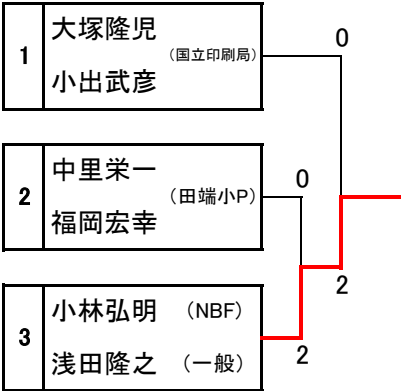 大塚隆児
1
(国立印刷局)
小出武彦
0
中里栄一
2
(田端小P)
福岡宏幸
0
小林弘明 (NBF)
3
浅田隆之 (一般)
2
2